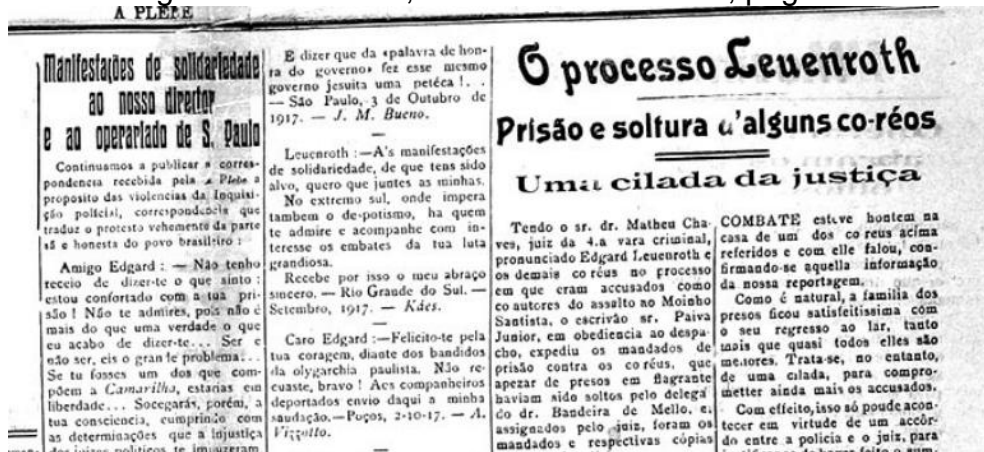 A PLEBE
Manifestações de solidariedade
ao nosso director
e ao operariado de S. Paulo
Continuamos a publicar a corres-
pondencia recebida pela A Plebe a
proposito das violencias da Inquisi-
ção policial, correspondencia que
traduz o protesto vehemente da parte
sã e honesta do povo brasileiro:
Amigo Edgard: — Não tenho
receio de dizer-te o que sinto:
estou confortado com a tua pri-
são! Não te admires, pois não é
mais do que uma verdade o que
eu acabo de dizer-te... Ser e
não ser, eis o grande problema...
Se tu fosses um dos que com-
põem a Camarilha, estarias em
liberdade... Socegarás, porém, a
tua consciencia, cumprindo com
as determinações que a injustiça
dos juizes politicos te impuzeram
E dizer que da «palavra de hon-
ra do governo» fez esse mesmo
governo jesuita uma petéca!..
— São Paulo, 3 de Outubro de
1917. — J. M. Bueno.
Leuenroth:—A's manifestações
de solidariedade, de que tens sido
alvo, quero que juntes as minhas.
No extremo sul, onde impera
tambem o despotismo, ha quem
te admire e acompanhe com in-
teresse os embates da tua luta
grandiosa.
Recebe por isso o meu abraço
sincero. — Rio Grande do Sul. —
Setembro, 1917. — Káes.
Caro Edgard:—Felicito-te pela
tua coragem, diante dos bandidos
da olygarchia paulista. Não re-
cuaste, bravo! Aos companheiros
deportados envio daqui a minha
saudação.—Poços, 2-10-17. — A.
Vizzotto.
O processo Leuenroth
Prisão e soltura d'alguns co-réos
Uma cilada da justiça
Tendo o sr. dr. Matheu Cha-
ves, juiz da 4.a vara criminal,
pronunciado Edgard Leuenroth e
os demais co réus no processo
em que eram accusados como
co autores do assalto no Moinho
Santista, o escrivão sr. Paiva
Junior, em obediencia ao despa-
cho, expediu os mandados de
prisão contra os coréus, que
apezar de presos em flagrante
haviam sido soltos pelo delega
do dr. Bandeira de Mello, e,
assignados pelo juiz, foram os
mandados e respectivas cópias
COMBATE esteve hontem na
casa de um dos co reus acima
referidos e com elle falou, con-
firmando-se aquella informação
da nossa reportagem.
Como é natural, a familia dos
presos ficou satisfeitissima com
o seu regresso ao lar, tanto
mais que quasi todos elles são
menores. Trata-se, no entanto,
de uma cilada, para compro-
metter ainda mais os accusados.
Com effeito, isso só poude acon-
tecer em virtude de um accôr-
do entre a policia e o juiz, para